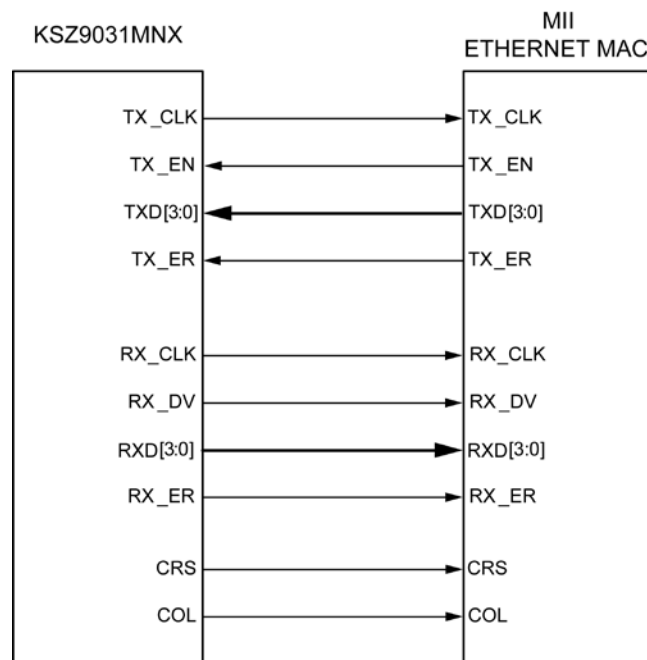 KSZ9031MNX
MII
ETHERNET MAC
TX_CLK TX_CLK
TX_EN TX_EN
TXD[3:0] TXD[3:0]
TX_ER TX_ER
RX_CLK RX_CLK
RX_DV RX_DV
RXD[3:0] RXD[3:0]
RX_ER RX_ER
CRS CRS
COL COL